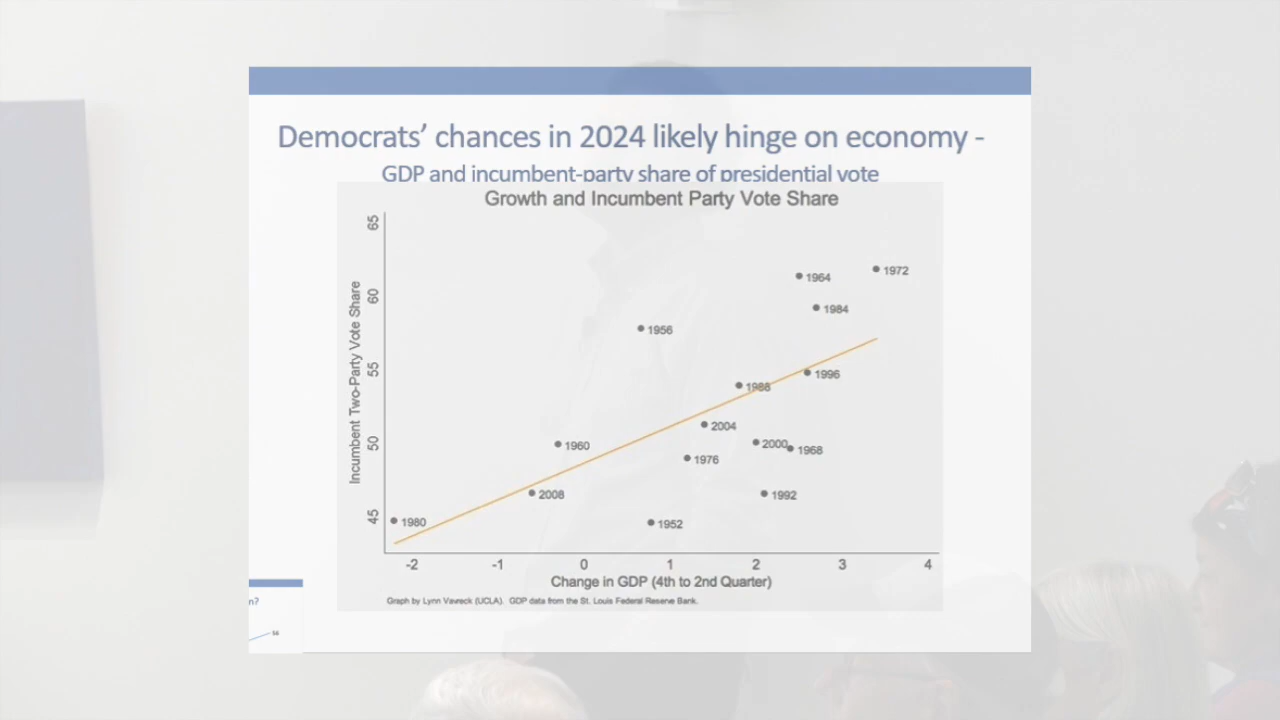 Democrats' chances in 2024 likely hinge on economy -
GDP and incumbent-party share of presidential vote
Growth and Incumbent Party Vote Share
Incumbent Two-Party Vote Share
65
60
55
50
45
1972
1964
1984
1956
1996
1988
2004
2000
1968
1960
1976
2008
1992
1980
1952
-2 -1 0 1 2 3 4
Change in GDP (4th to 2nd Quarter)
Graph by Lynn Vavreck (UCLA). GDP data from the St. Louis Federal Reserve Bank.
n?